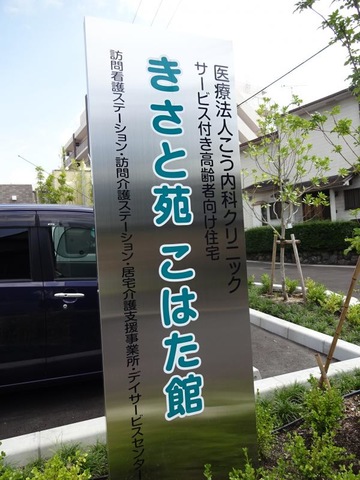 医療法人こう内科クリニック
サービス付き高齢者向け住宅
きさと苑 こはた館
訪問看護ステーション・訪問介護ステーション・居宅介護支援事業所・デイサービスセンター